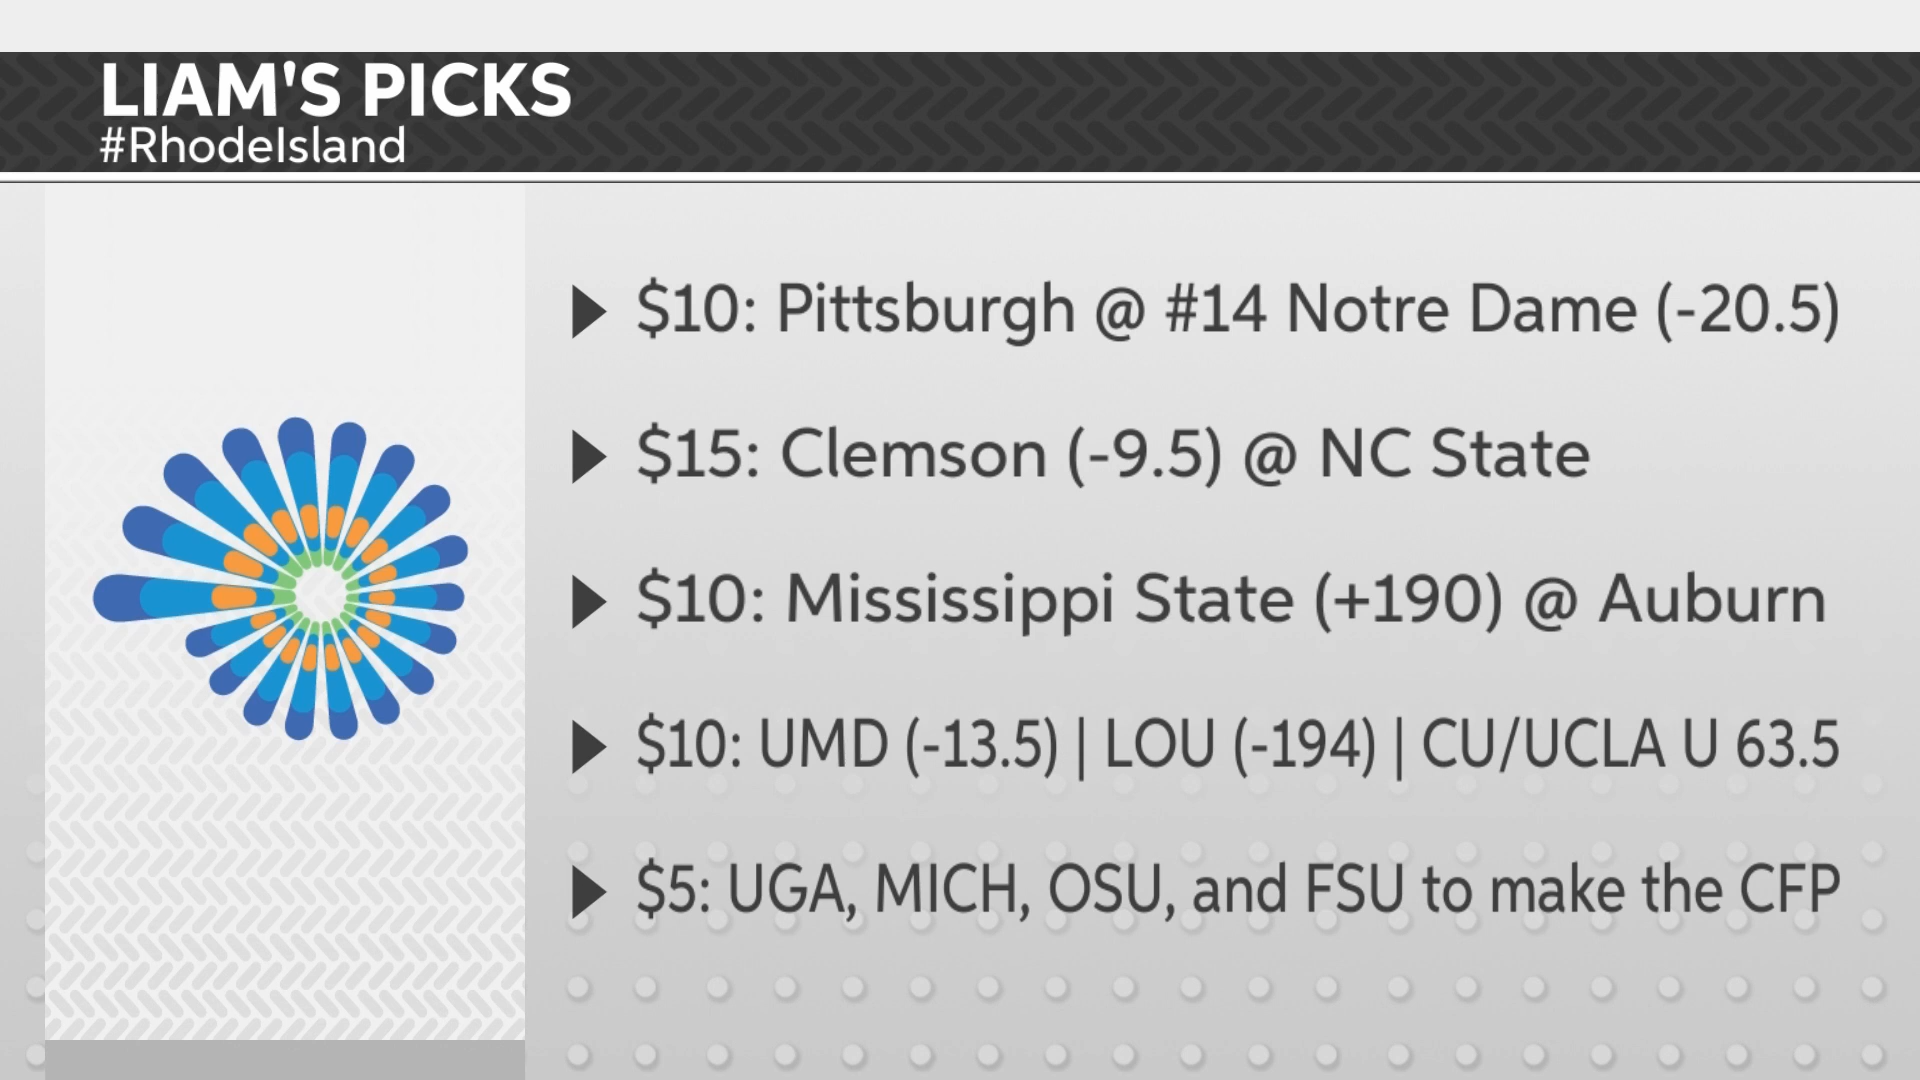 LIAM'S PICKS
#RhodeIsland
$10: Pittsburgh @ #14 Notre Dame (-20.5)
$15: Clemson (-9.5) @ NC State
$10: Mississippi State (+190) @ Auburn
$10: UMD (-13.5) | LOU (-194) | CU/UCLA U 63.5
$5: UGA, MICH, OSU, and FSU to make the CFP